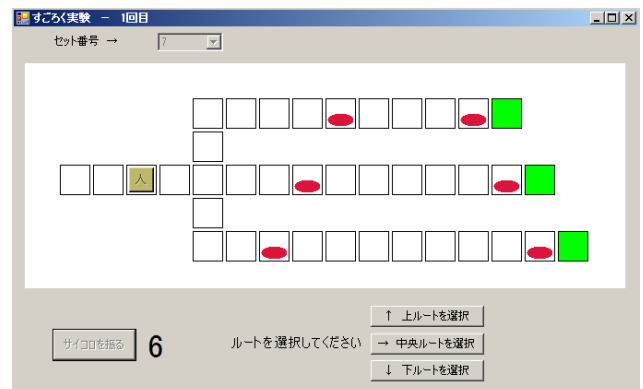 すごろく実験 － 1回目
セット番号 → 7
人
↑ 上ルートを選択
サイコロを振る 6 ルートを選択してください → 中央ルートを選択
↓ 下ルートを選択